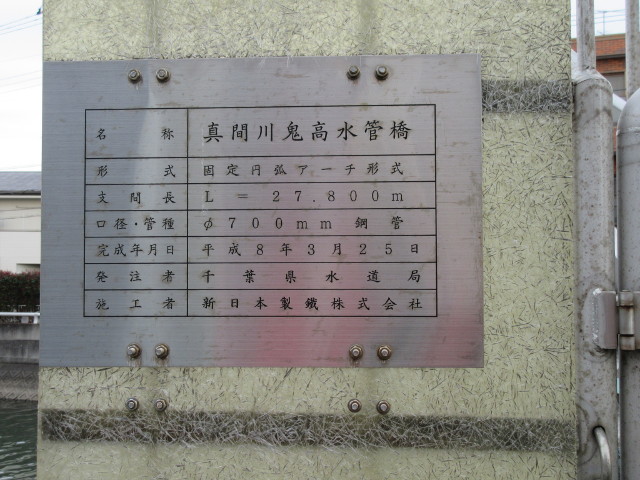 名称 真間川鬼高水管橋
形式 固定円弧アーチ形式
支間長 L=27.800m
口径・管種 φ700mm 鋼管
完成年月日 平成8年3月25日
発注者 千葉県水道局
施工者 新日本製鐵株式会社